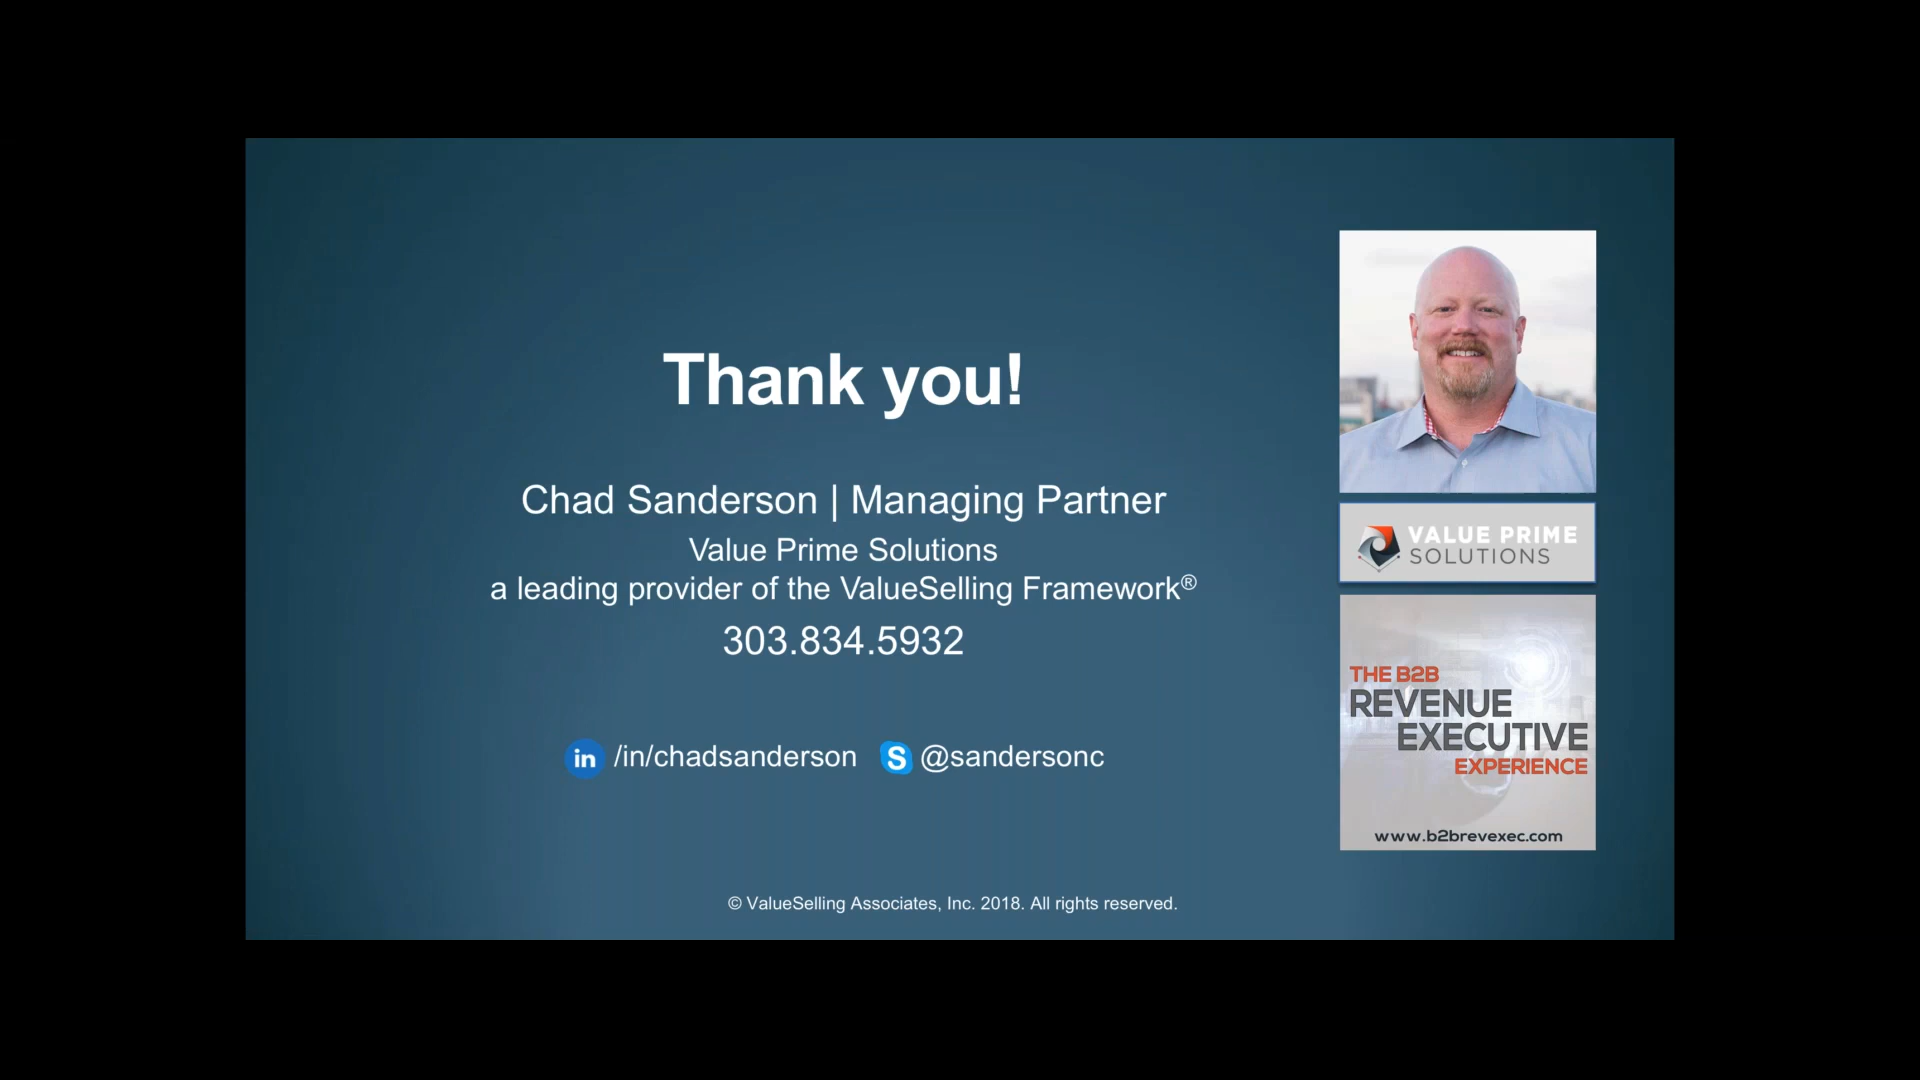 Thank you!
Chad Sanderson | Managing Partner
Value Prime Solutions
a leading provider of the ValueSelling Framework®
303.834.5932
in /in/chadsanderson S @sandersonc
© ValueSelling Associates, Inc. 2018. All rights reserved.
VALUE PRIME
SOLUTIONS
THE B2B
REVENUE
EXECUTIVE
EXPERIENCE
www.b2brevexec.com